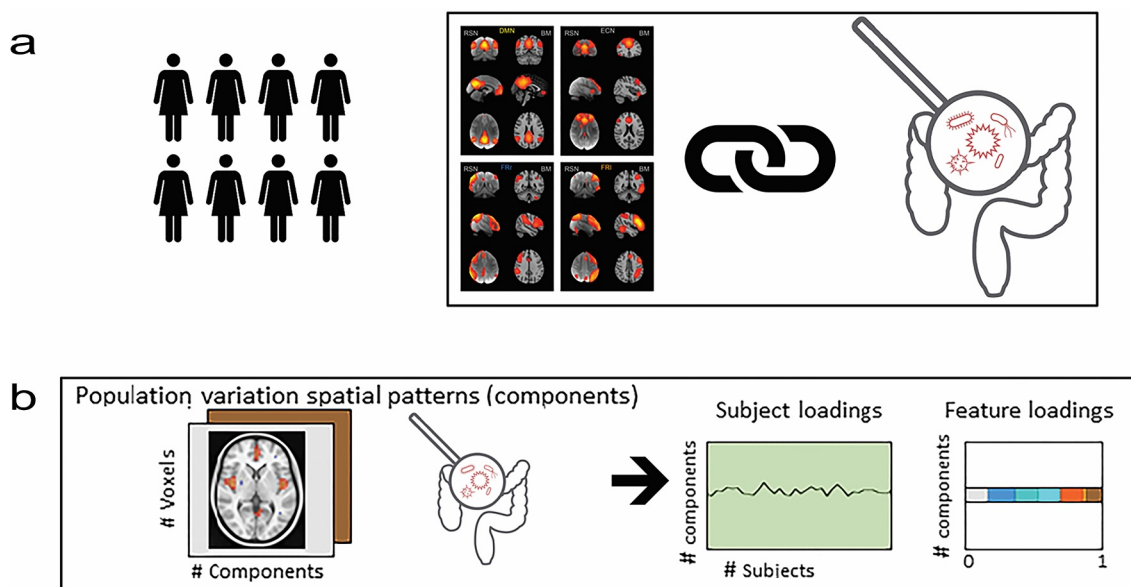 a
RSN DMN BM
ECN BM
RSN FRr BM
RSN FRl BM
b
Population variation spatial patterns (components)
# Voxels
# Components
Subject loadings
# components
# Subjects
Feature loadings
# components
0 1